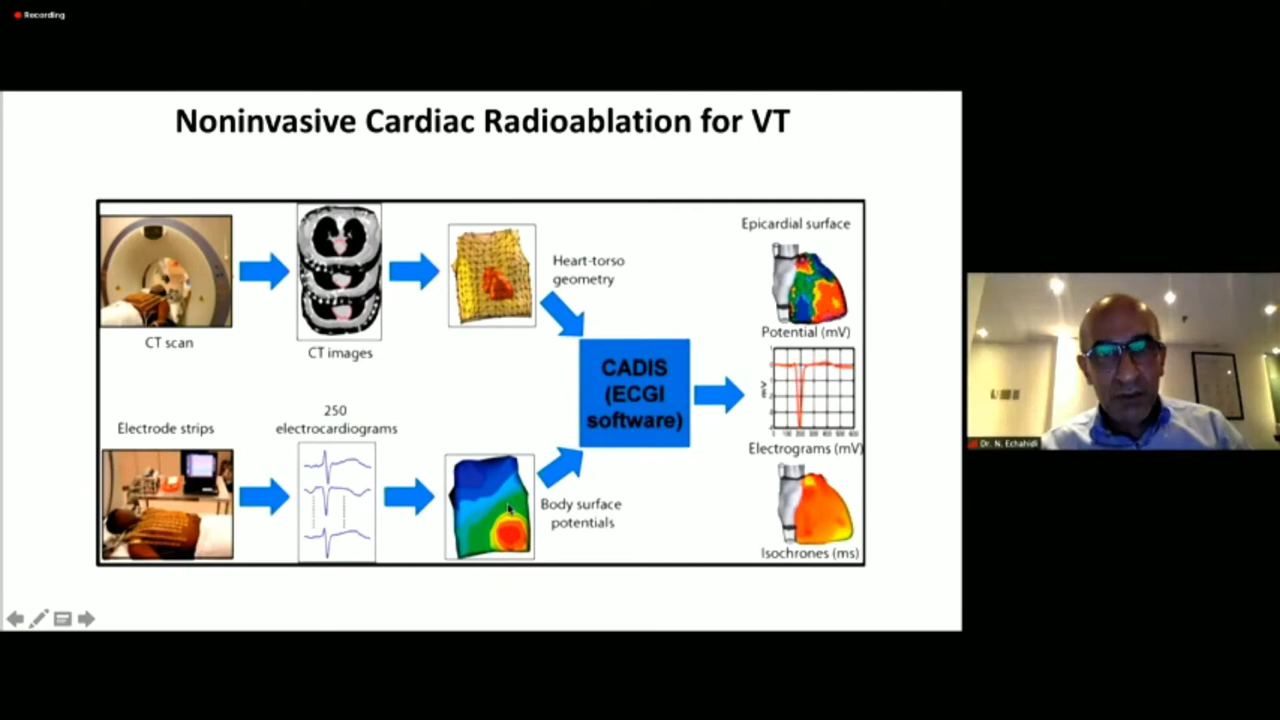 Recording
Noninvasive Cardiac Radioablation for VT
CT scan
CT images
Heart-torso
geometry
Electrode strips
250
electrocardiograms
Body surface
potentials
CADIS
(ECGI
software)
Epicardial surface
Potential (mV)
mV
Electrograms (mV)
Isochrones (ms)
Dr. N. Echahidi